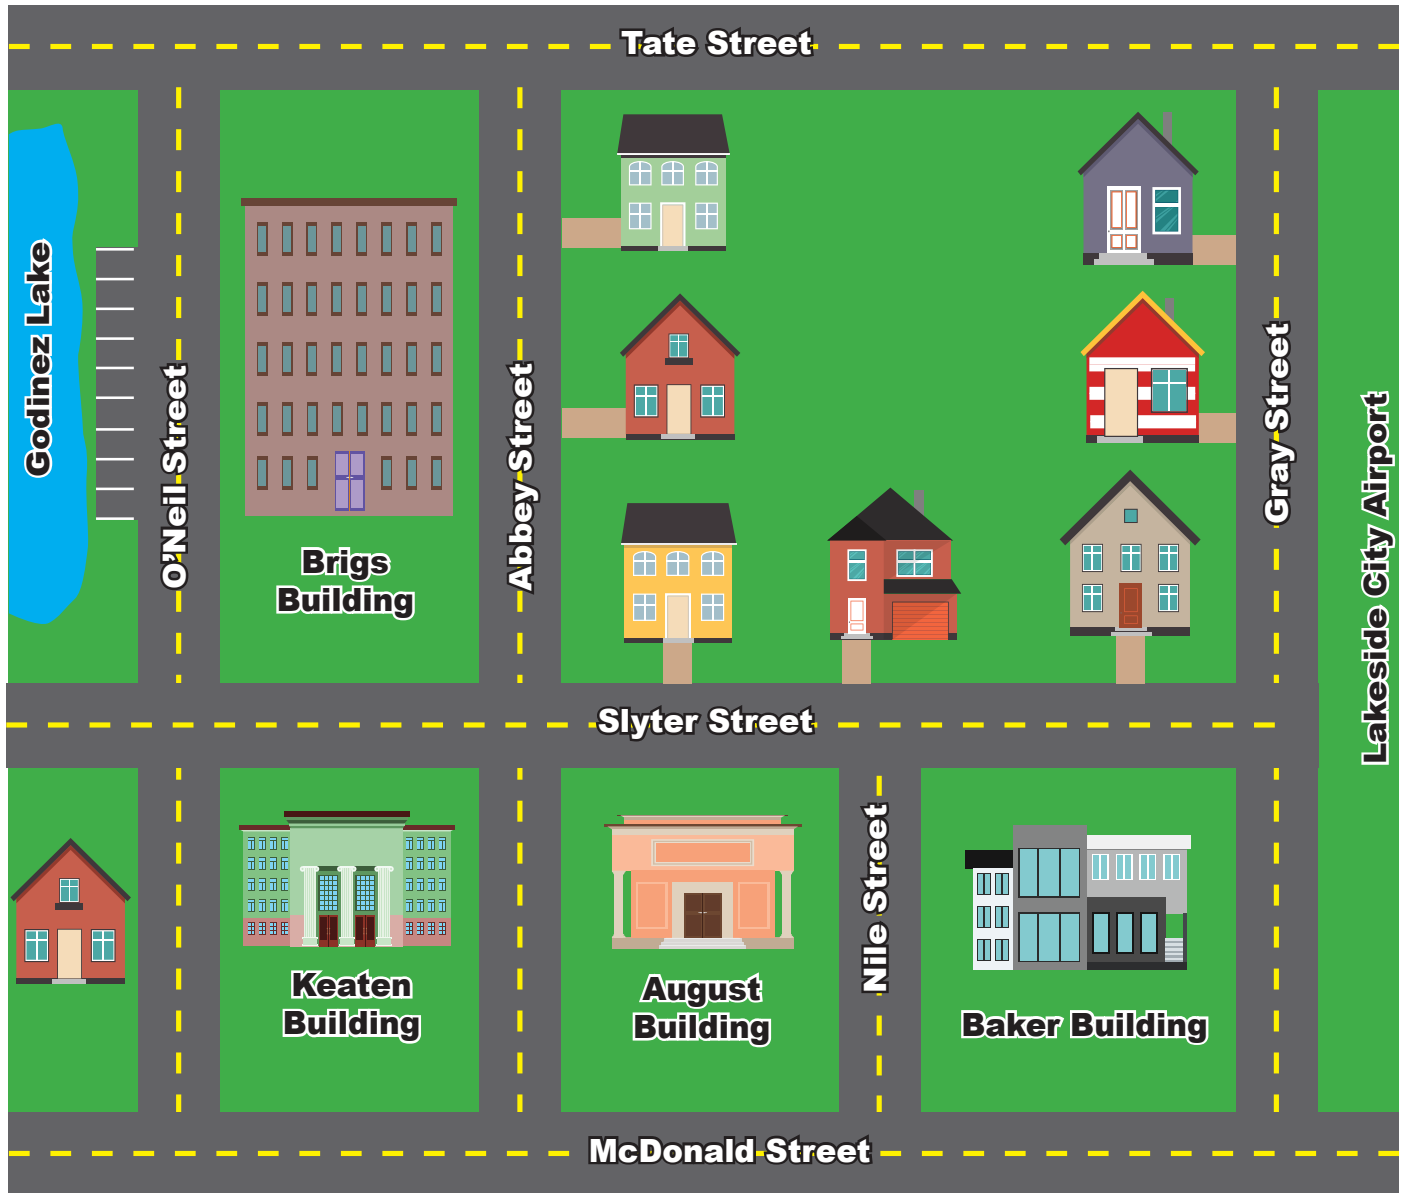 Tate Street
Godinez Lake
O'Neil Street
Brigs
Building
Abbey Street
Gray Street
Lakeside City Airport
Slyter Street
Keaten
Building
August
Building
Nile Street
Baker Building
McDonald Street